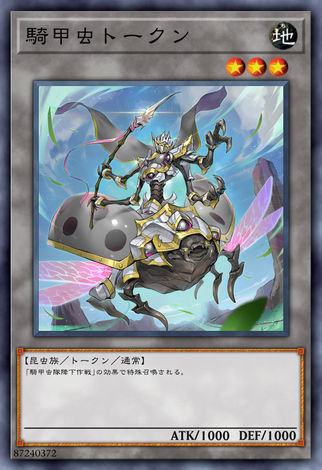 騎甲虫トークン
地
【昆虫族／トークン／通常】
「騎甲虫隊降下作戦」の効果で特殊召喚される。
ATK/1000 DEF/1000
87240372